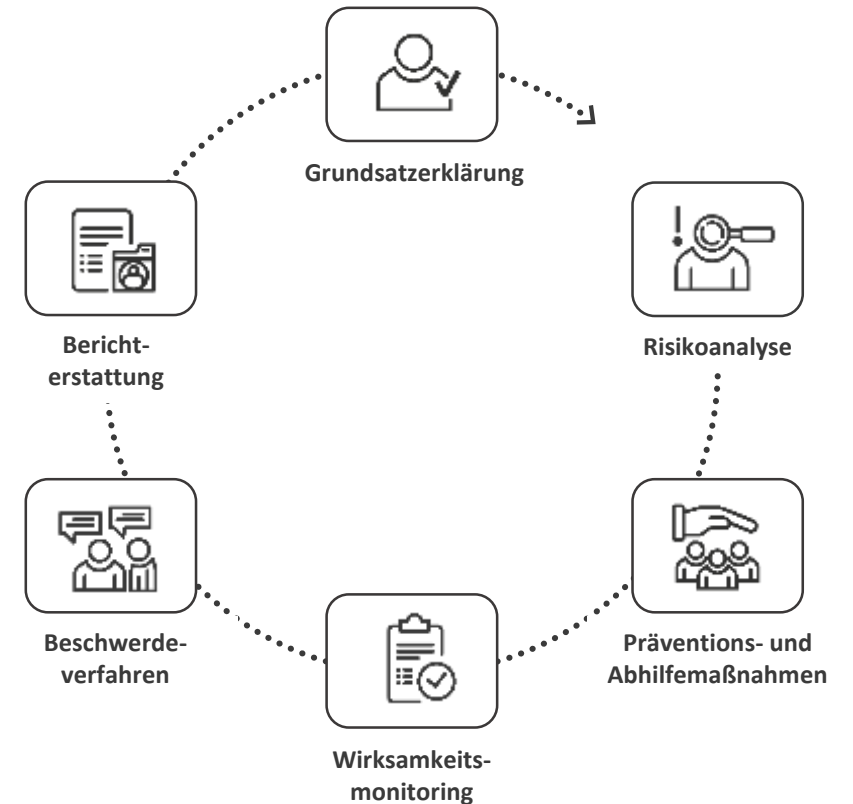 Grundsatzerklärung
Risikoanalyse
Präventions- und
Abhilfemaßnahmen
Wirksamkeits-
monitoring
Beschwerde-
verfahren
Bericht-
erstattung